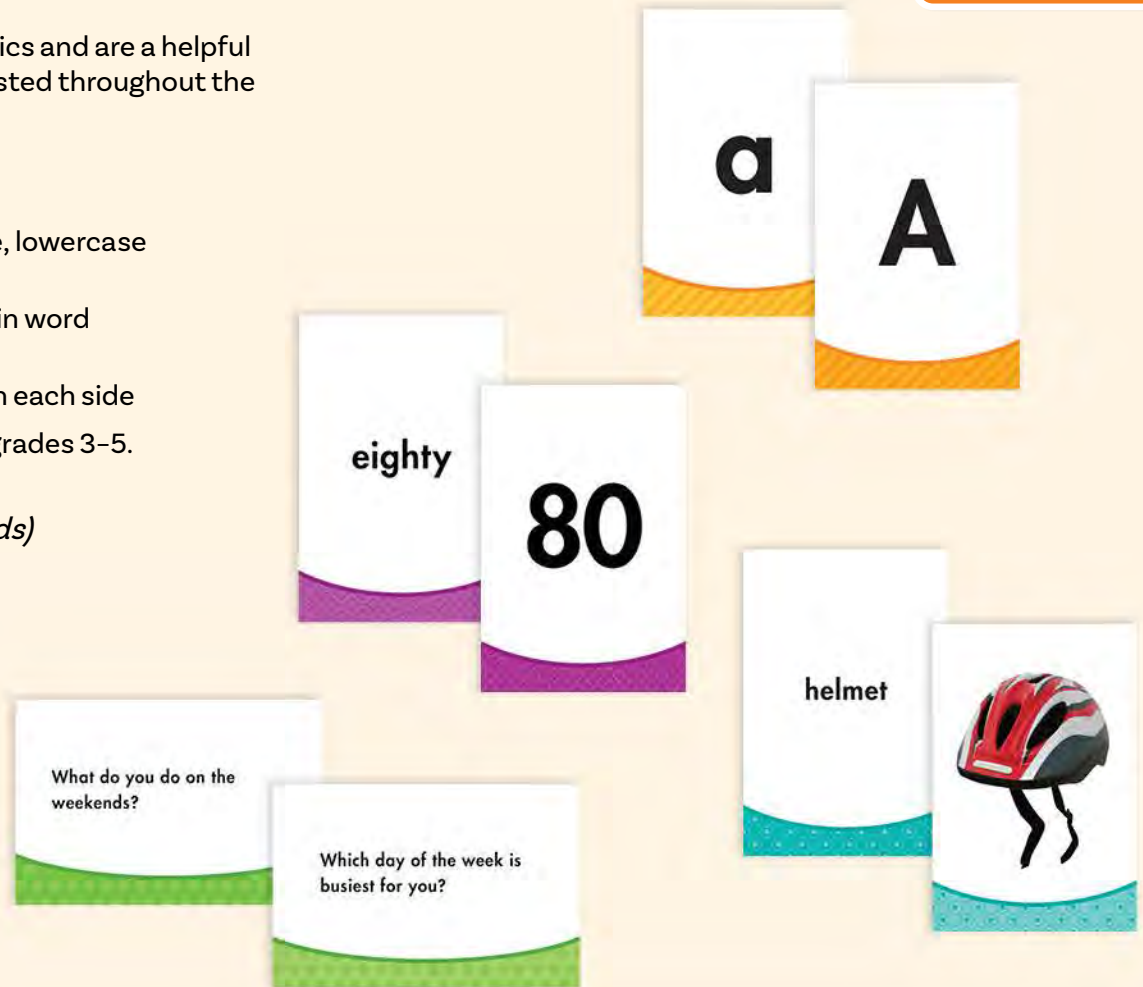 ics and are a helpful
sted throughout the
e, lowercase
in word
n each side
grades 3–5.
ds)
a
A
eighty
80
helmet
What do you do on the
weekends?
Which day of the week is
busiest for you?